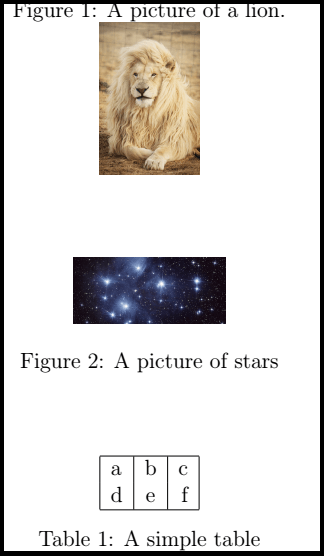 Figure 1: A picture of a lion.
Figure 2: A picture of stars
a b c
d e f
Table 1: A simple table